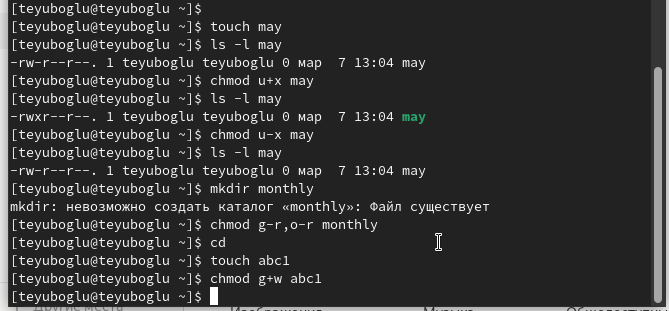 [teyuboglu@teyuboglu ~]$
[teyuboglu@teyuboglu ~]$ touch may
[teyuboglu@teyuboglu ~]$ ls -l may
-rw-r--r--. 1 teyuboglu teyuboglu 0 мар  7 13:04 may
[teyuboglu@teyuboglu ~]$ chmod u+x may
[teyuboglu@teyuboglu ~]$ ls -l may
-rwxr--r--. 1 teyuboglu teyuboglu 0 мар  7 13:04 may
[teyuboglu@teyuboglu ~]$ chmod u-x may
[teyuboglu@teyuboglu ~]$ ls -l may
-rw-r--r--. 1 teyuboglu teyuboglu 0 мар  7 13:04 may
[teyuboglu@teyuboglu ~]$ mkdir monthly
mkdir: невозможно создать каталог «monthly»: Файл существует
[teyuboglu@teyuboglu ~]$ chmod g-r,o-r monthly
[teyuboglu@teyuboglu ~]$ cd
[teyuboglu@teyuboglu ~]$ touch abc1
[teyuboglu@teyuboglu ~]$ chmod g+w abc1
[teyuboglu@teyuboglu ~]$